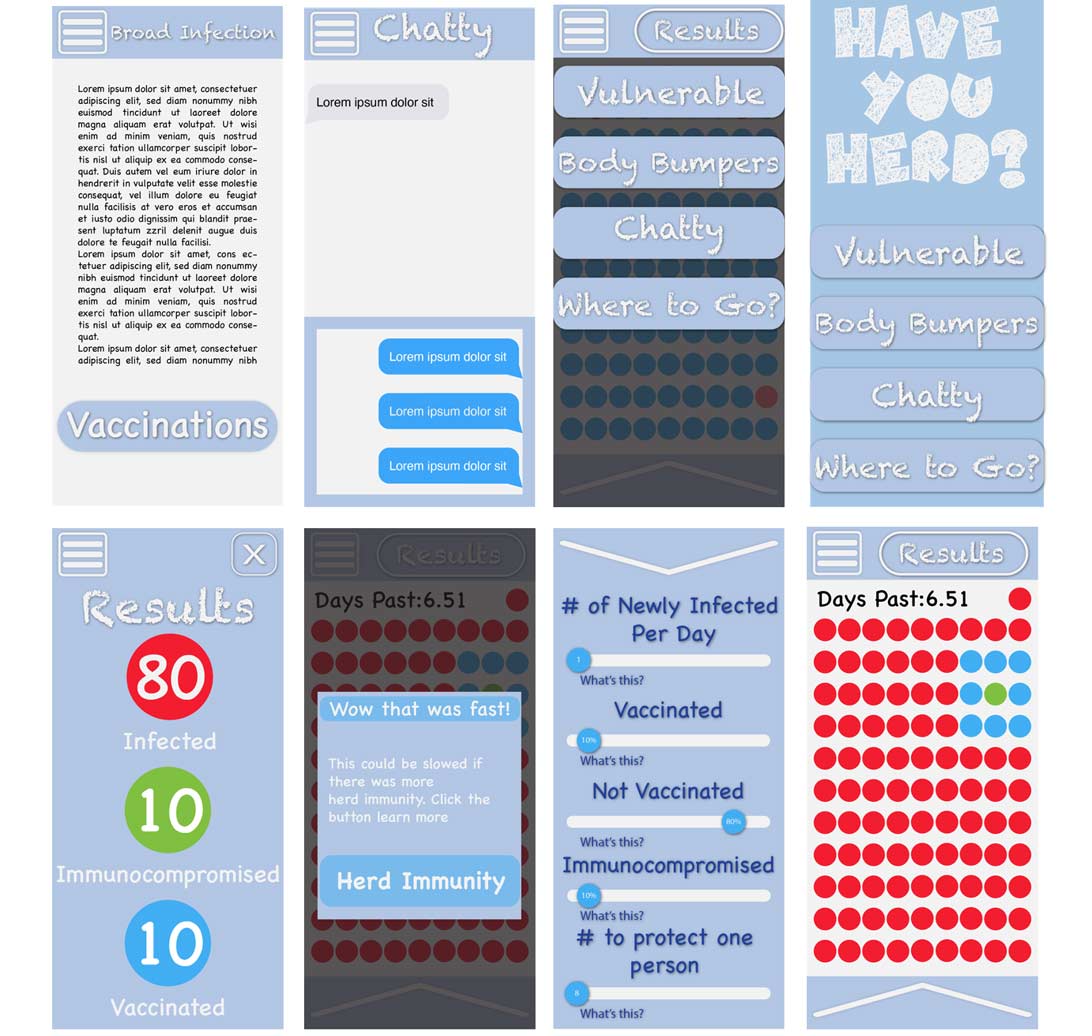 Broad Infection
Lorem ipsum dolor sit amet, consectetuer
adipiscing elit, sed diam nonummy nibh
euismod tincidunt ut laoreet dolore
magna aliquam erat volutpat. Ut wisi
enim ad minim veniam, quis nostrud
exerci tation ullamcorper suscipit lobor-
tis nisl ut aliquip ex ea commodo conse-
quat. Duis autem vel eum iriure dolor in
hendrerit in vulputate velit esse molestie
consequat, vel illum dolore eu feugiat
nulla facilisis at vero eros et accumsan
et iusto odio dignissim qui blandit prae-
sent luptatum zzril delenit augue duis
dolore te feugait nulla facilisi.
Lorem ipsum dolor sit amet, cons ec-
tetuer adipiscing elit, sed diam nonummy
nibh euismod tincidunt ut laoreet dolore
magna aliquam erat volutpat. Ut wisi
enim ad minim veniam, quis nostrud
exerci tation ullamcorper suscipit lobor-
tis nisl ut aliquip ex ea commodo conse-
quat.
Lorem ipsum dolor sit amet, consectetuer
adipiscing elit, sed diam nonummy nibh
Vaccinations
Chatty
Lorem ipsum dolor sit
Lorem ipsum dolor sit
Lorem ipsum dolor sit
Lorem ipsum dolor sit
Results
Vulnerable
Body Bumpers
Chatty
Where to Go?
HAVE
YOU
HERD?
Vulnerable
Body Bumpers
Chatty
Where to Go?
X
Results
80
Infected
10
Immunocompromised
10
Vaccinated
Results
Days Past:6.51
Wow that was fast!
This could be slowed if
there was more
herd immunity. Click the
button learn more
Herd Immunity
# of Newly Infected
Per Day
1
What's this?
Vaccinated
10%
What's this?
Not Vaccinated
80%
What's this?
Immunocompromised
10%
What's this?
# to protect one
person
8
What's this?
Results
Days Past:6.51